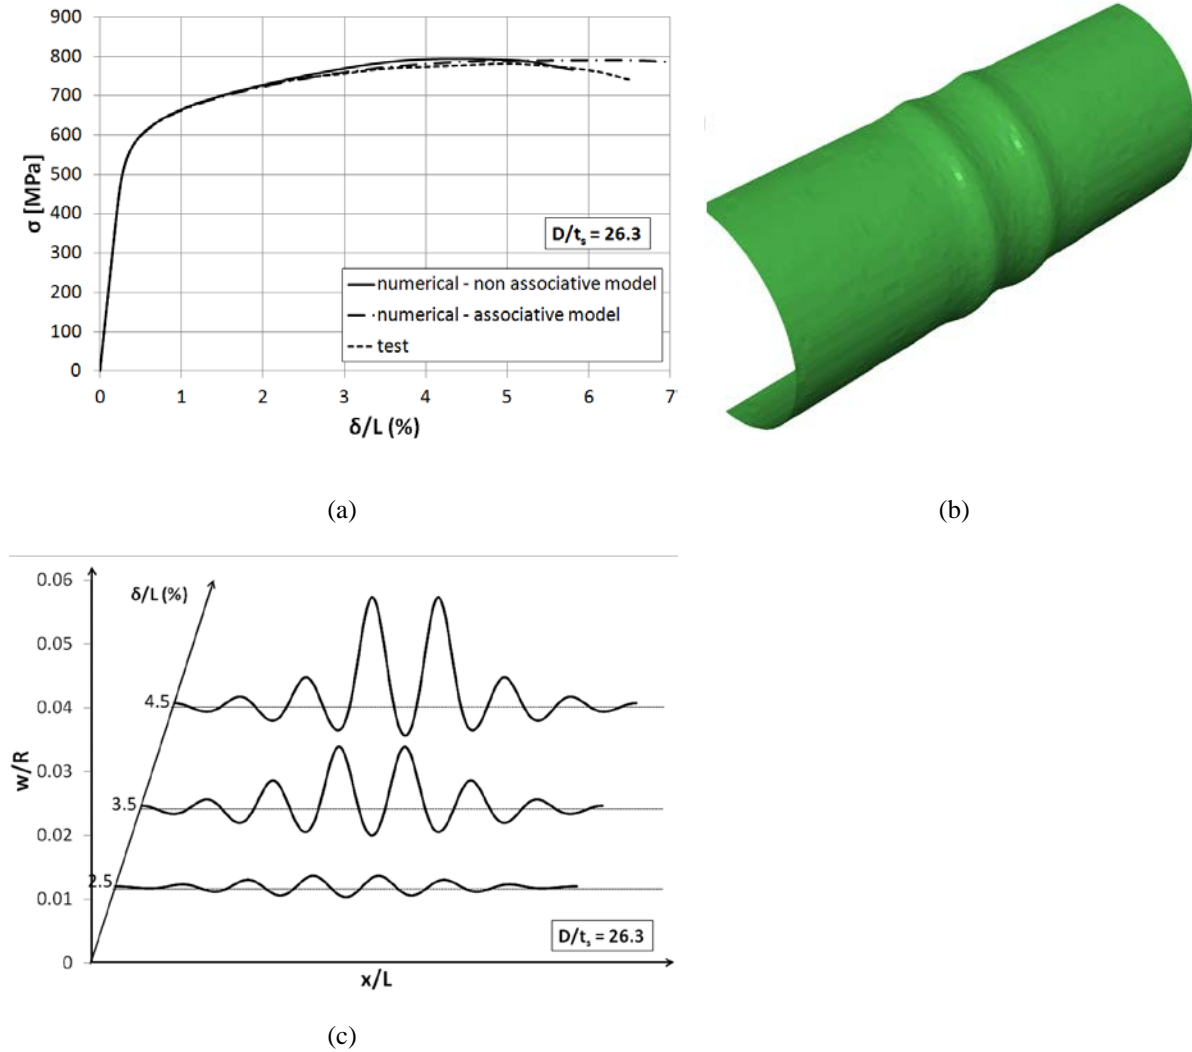 900
800
700
600
500
400
300
200
100
0
σ [MPa]
0 1 2 3 4 5 6 7
δ/L (%)
D/tₛ = 26.3
numerical - non associative model
numerical - associative model
test
(a)
(b)
0.06
0.05
0.04
0.03
0.02
0.01
0
w/R
δ/L (%)
4.5
3.5
2.5
D/tₛ = 26.3
x/L
(c)